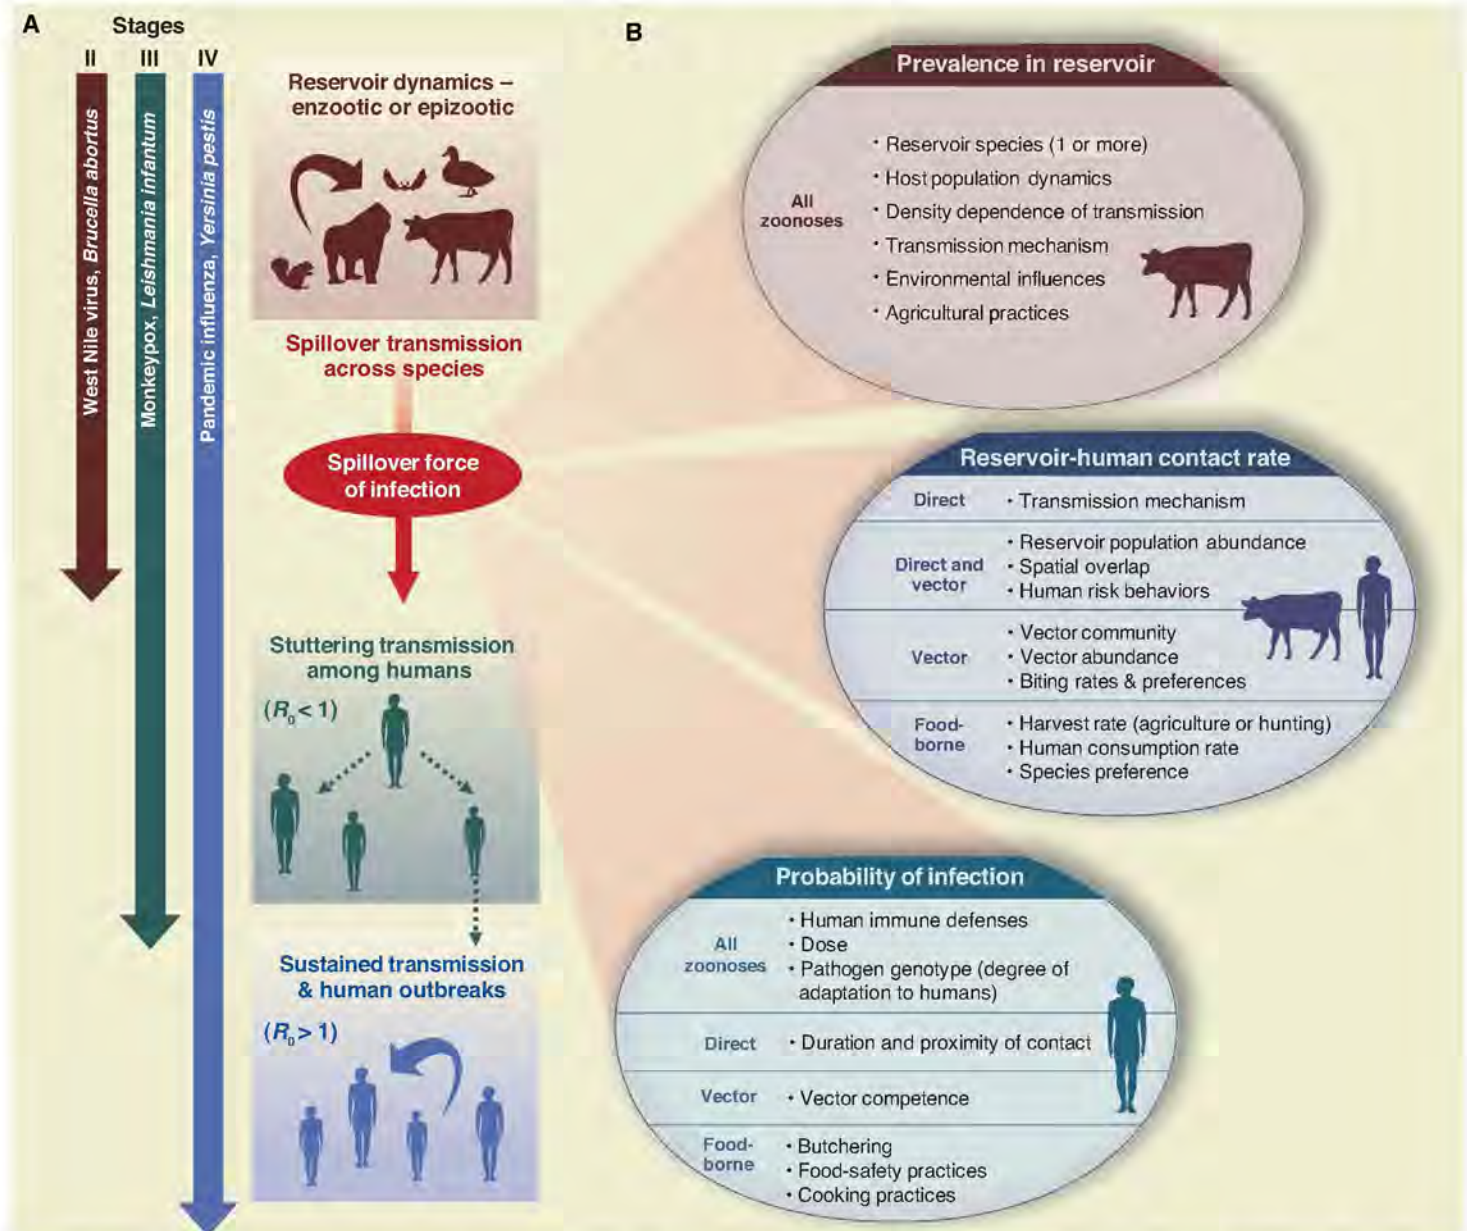 A
Stages
II
III
IV
West Nile virus, Brucella abortus
Monkeypox, Leishmania infantum
Pandemic influenza, Yersinia pestis
Reservoir dynamics –
enzootic or epizootic
Spillover transmission
across species
Spillover force
of infection
Stuttering transmission
among humans
(R0 < 1)
Sustained transmission
& human outbreaks
(R0 > 1)
B
Prevalence in reservoir
All
zoonoses
• Reservoir species (1 or more)
• Host population dynamics
• Density dependence of transmission
• Transmission mechanism
• Environmental influences
• Agricultural practices
Reservoir-human contact rate
Direct
• Transmission mechanism
Direct and
vector
• Reservoir population abundance
• Spatial overlap
• Human risk behaviors
Vector
• Vector community
• Vector abundance
• Biting rates & preferences
Food-
borne
• Harvest rate (agriculture or hunting)
• Human consumption rate
• Species preference
Probability of infection
All
zoonoses
• Human immune defenses
• Dose
• Pathogen genotype (degree of
adaptation to humans)
Direct
• Duration and proximity of contact
Vector
• Vector competence
Food-
borne
• Butchering
• Food-safety practices
• Cooking practices